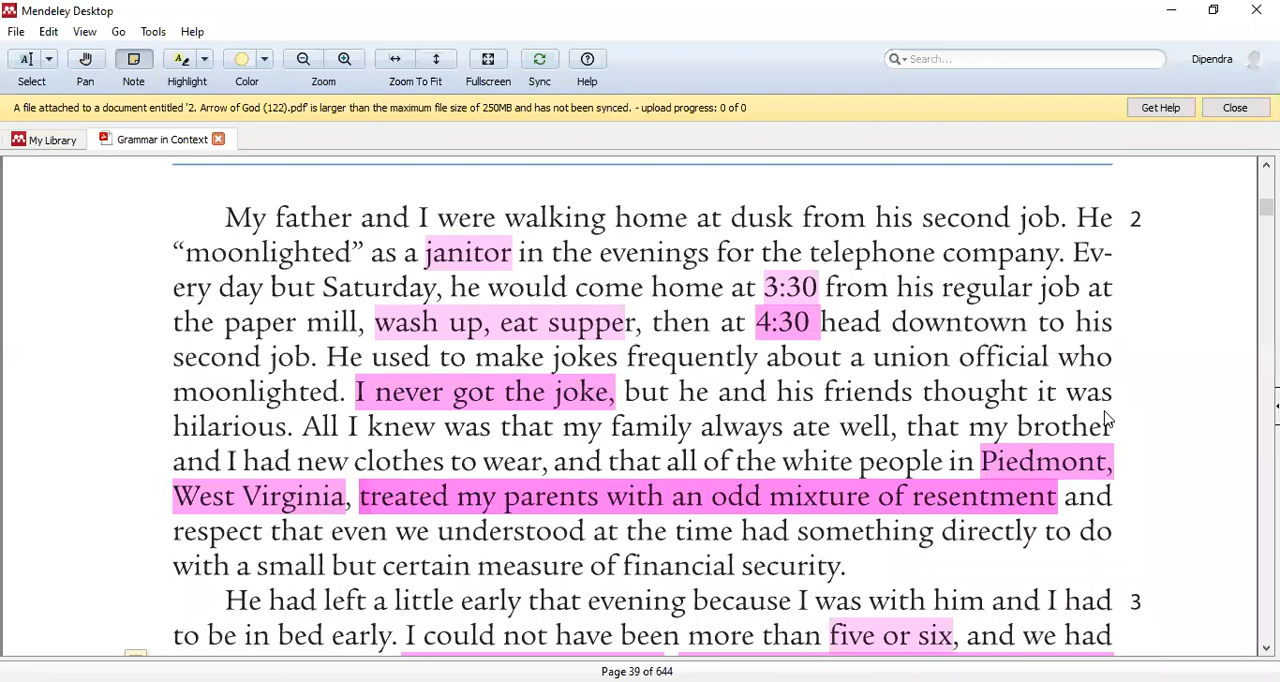 Mendeley Desktop
File Edit View Go Tools Help
Search... Dipendra
Select Pan Note Highlight Color Zoom Zoom To Fit Fullscreen Sync Help
A file attached to a document entitled '2. Arrow of God (122).pdf' is larger than the maximum file size of 250MB and has not been synced. - upload progress: 0 of 0 Get Help Close
My Library Grammar in Context
My father and I were walking home at dusk from his second job. He 2
“moonlighted” as a janitor in the evenings for the telephone company. Ev-
ery day but Saturday, he would come home at 3:30 from his regular job at
the paper mill, wash up, eat supper, then at 4:30 head downtown to his
second job. He used to make jokes frequently about a union official who
moonlighted. I never got the joke, but he and his friends thought it was
hilarious. All I knew was that my family always ate well, that my brother
and I had new clothes to wear, and that all of the white people in Piedmont,
West Virginia, treated my parents with an odd mixture of resentment and
respect that even we understood at the time had something directly to do
with a small but certain measure of financial security.
He had left a little early that evening because I was with him and I had 3
to be in bed early. I could not have been more than five or six, and we had
Page 39 of 644